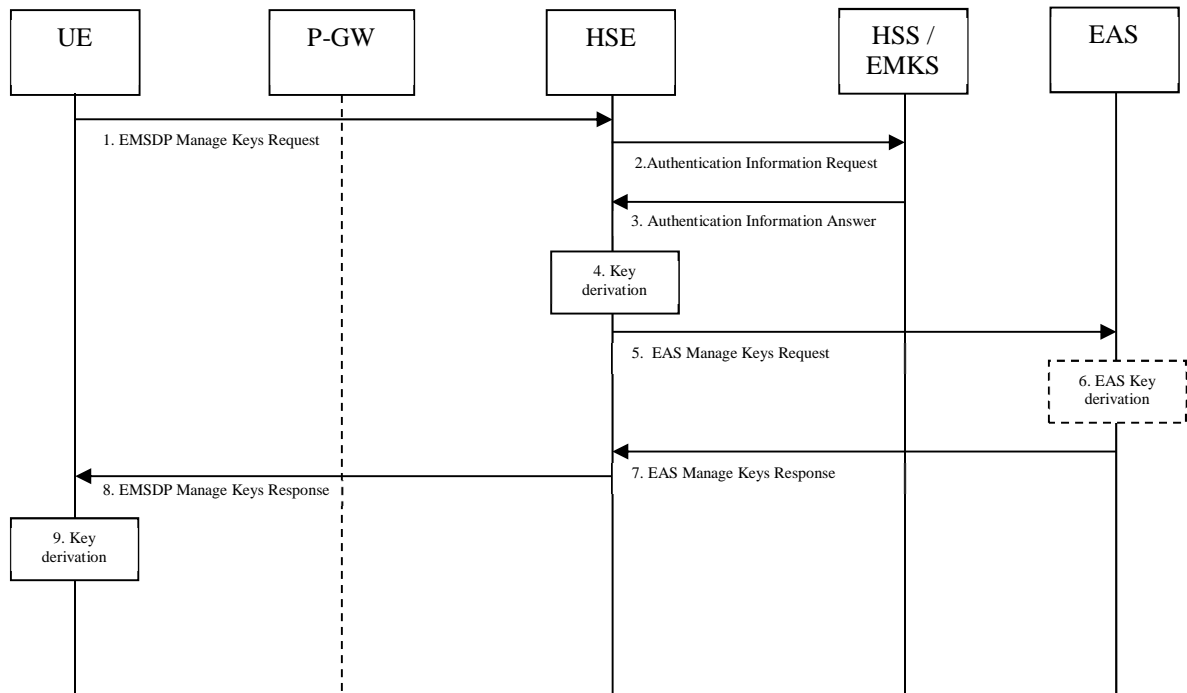 UE
P-GW
HSE
HSS /
EMKS
EAS
1. EMSDP Manage Keys Request
2.Authentication Information Request
3. Authentication Information Answer
4. Key
derivation
5. EAS Manage Keys Request
6. EAS Key
derivation
7. EAS Manage Keys Response
8. EMSDP Manage Keys Response
9. Key
derivation